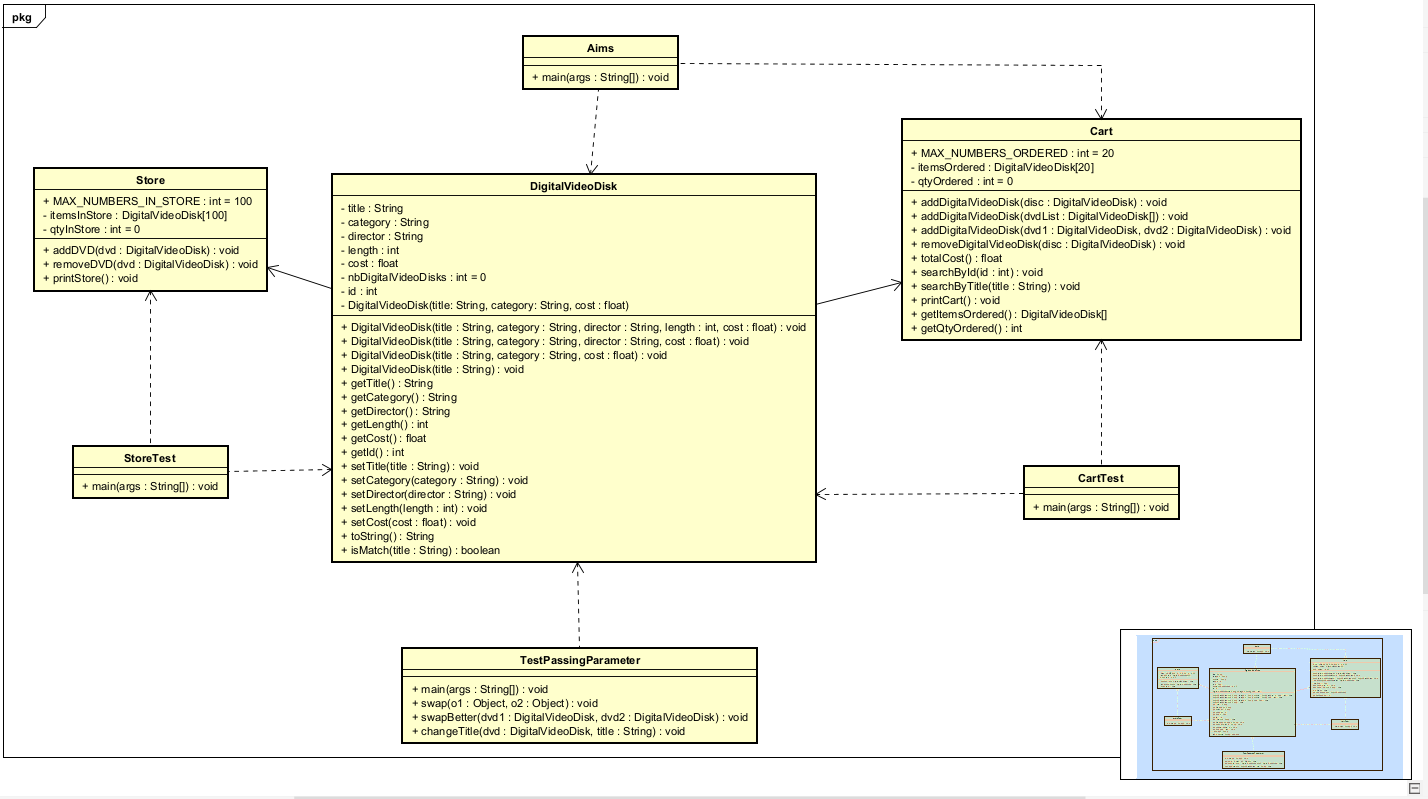 pkg
Aims
+ main(args : String[]) : void
Cart
+ MAX_NUMBERS_ORDERED : int = 20
- itemsOrdered : DigitalVideoDisk[20]
- qtyOrdered : int = 0
+ addDigitalVideoDisk(disc : DigitalVideoDisk) : void
+ addDigitalVideoDisk(dvdList : DigitalVideoDisk[]) : void
+ addDigitalVideoDisk(dvd1 : DigitalVideoDisk, dvd2 : DigitalVideoDisk) : void
+ removeDigitalVideoDisk(disc : DigitalVideoDisk) : void
+ totalCost() : float
+ searchById(id : int) : void
+ searchByTitle(title : String) : void
+ printCart() : void
+ getItemsOrdered() : DigitalVideoDisk[]
+ getQtyOrdered() : int
Store
+ MAX_NUMBERS_IN_STORE : int = 100
- itemsInStore : DigitalVideoDisk[100]
- qtyInStore : int = 0
+ addDVD(dvd : DigitalVideoDisk) : void
+ removeDVD(dvd : DigitalVideoDisk) : void
+ printStore() : void
DigitalVideoDisk
- title : String
- category : String
- director : String
- length : int
- cost : float
- nbDigitalVideoDisks : int = 0
- id : int
- DigitalVideoDisk(title: String, category: String, cost : float)
+ DigitalVideoDisk(title : String, category : String, director : String, length : int, cost : float) : void
+ DigitalVideoDisk(title : String, category : String, director : String, cost : float) : void
+ DigitalVideoDisk(title : String, category : String, cost : float) : void
+ DigitalVideoDisk(title : String) : void
+ getTitle() : String
+ getCategory() : String
+ getDirector() : String
+ getLength() : int
+ getCost() : float
+ getId() : int
+ setTitle(title : String) : void
+ setCategory(category : String) : void
+ setDirector(director : String) : void
+ setLength(length : int) : void
+ setCost(cost : float) : void
+ toString() : String
+ isMatch(title : String) : boolean
StoreTest
+ main(args : String[]) : void
CartTest
+ main(args : String[]) : void
TestPassingParameter
+ main(args : String[]) : void
+ swap(o1 : Object, o2 : Object) : void
+ swapBetter(dvd1 : DigitalVideoDisk, dvd2 : DigitalVideoDisk) : void
+ changeTitle(dvd : DigitalVideoDisk, title : String) : void